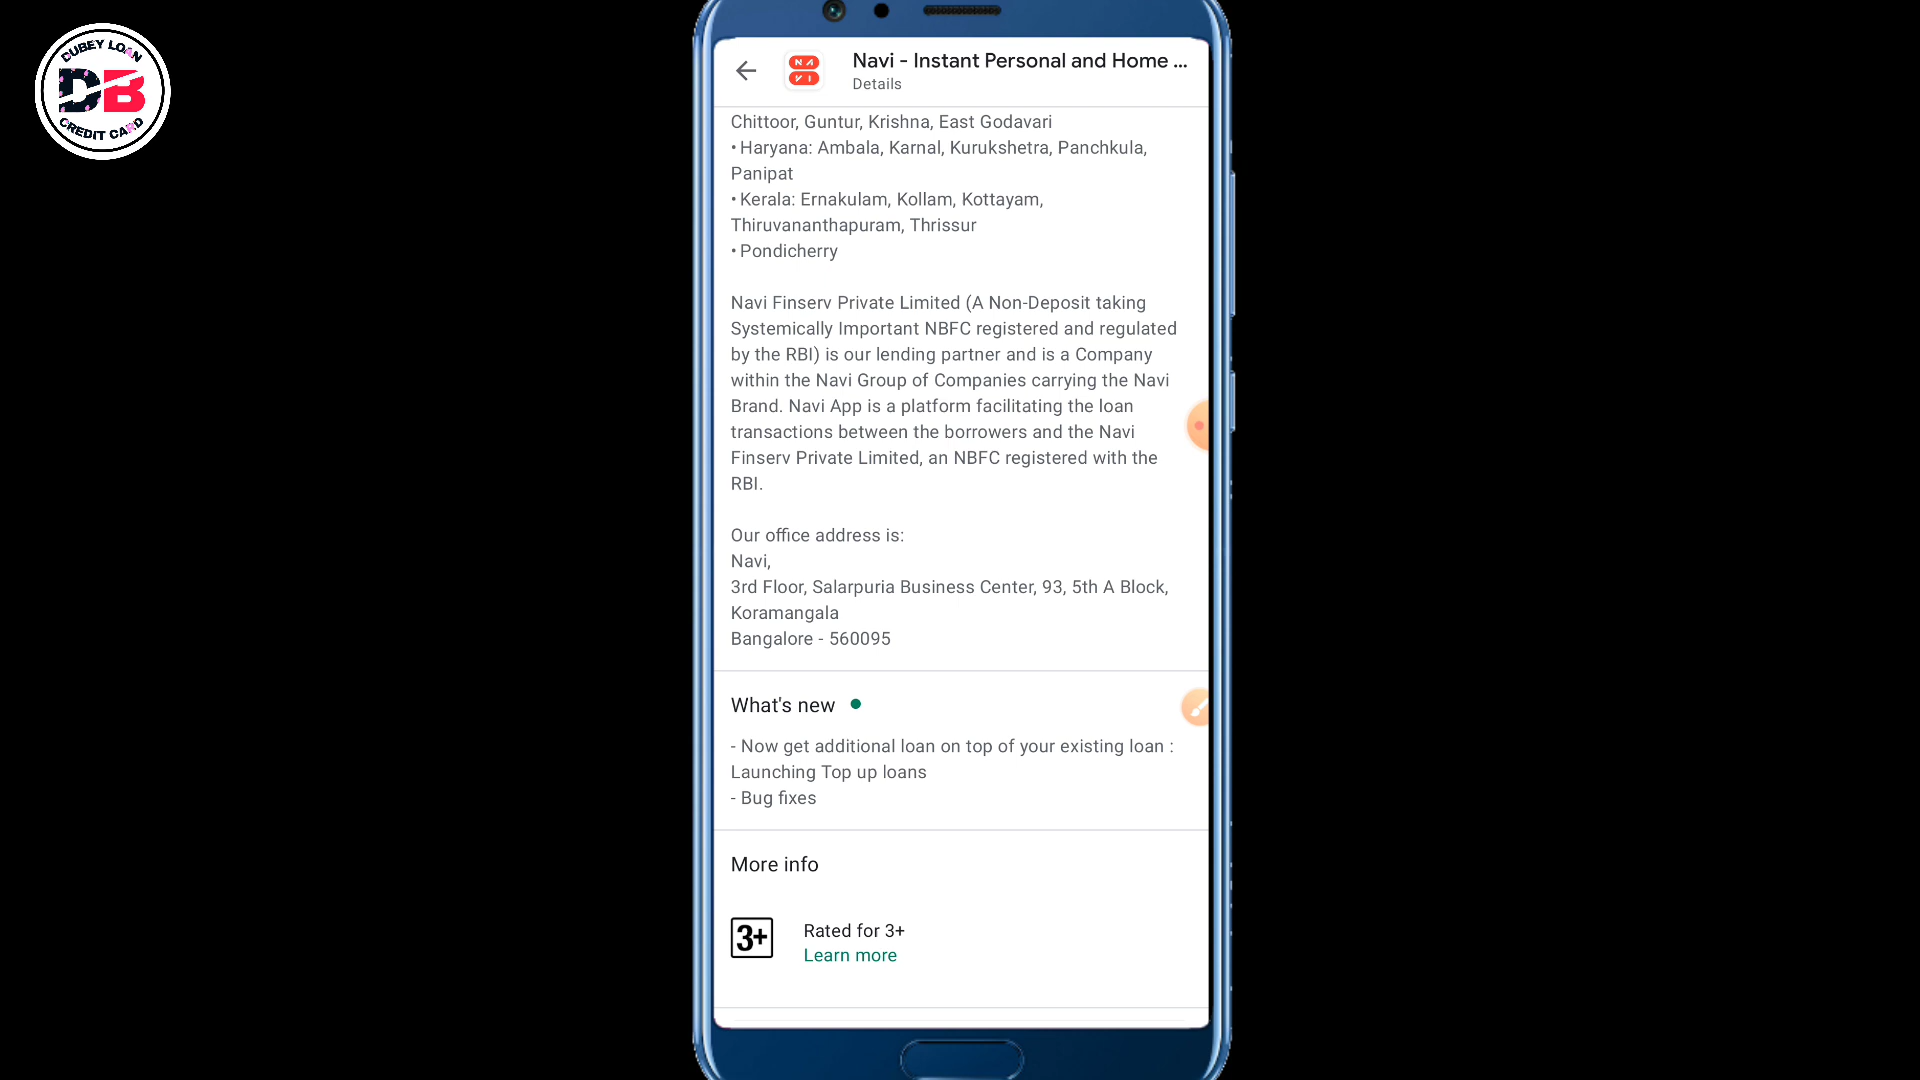 DUBEY LOAN
DB
CREDIT CARD
NAVI
Navi - Instant Personal and Home ...
Details
Chittoor, Guntur, Krishna, East Godavari
• Haryana: Ambala, Karnal, Kurukshetra, Panchkula,
Panipat
• Kerala: Ernakulam, Kollam, Kottayam,
Thiruvananthapuram, Thrissur
• Pondicherry
Navi Finserv Private Limited (A Non-Deposit taking
Systemically Important NBFC registered and regulated
by the RBI) is our lending partner and is a Company
within the Navi Group of Companies carrying the Navi
Brand. Navi App is a platform facilitating the loan
transactions between the borrowers and the Navi
Finserv Private Limited, an NBFC registered with the
RBI.
Our office address is:
Navi,
3rd Floor, Salarpuria Business Center, 93, 5th A Block,
Koramangala
Bangalore - 560095
What's new
- Now get additional loan on top of your existing loan :
Launching Top up loans
- Bug fixes
More info
3+
Rated for 3+
Learn more